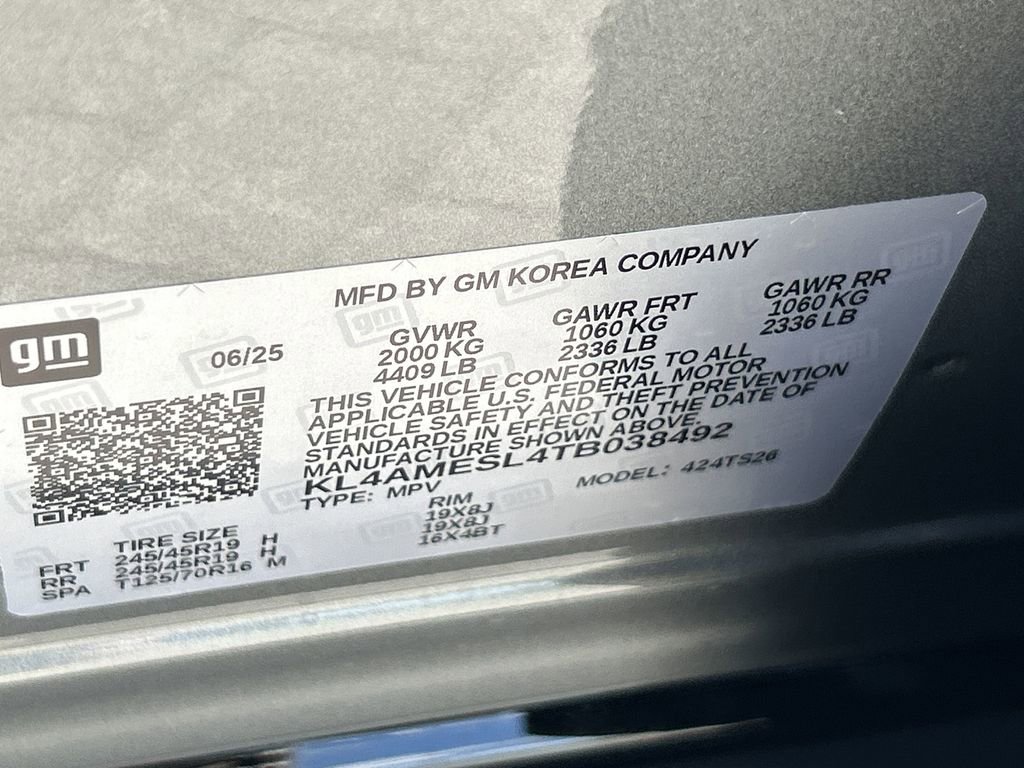 MFD BY GM KOREA COMPANY
gm
06/25
GVWR GAWR FRT GAWR RR
2000 KG 1060 KG 1060 KG
4409 LB 2336 LB 2336 LB
THIS VEHICLE CONFORMS TO ALL
APPLICABLE U.S. FEDERAL MOTOR
VEHICLE SAFETY AND THEFT PREVENTION
STANDARDS IN EFFECT ON THE DATE OF
MANUFACTURE SHOWN ABOVE.
KL4AMESL4TB038492
TYPE: MPV MODEL: 424TS26
TIRE SIZE RIM
FRT 245/45R19 H 19X8J
RR 245/45R19 H 19X8J
SPA T125/70R16 M 16X4BT